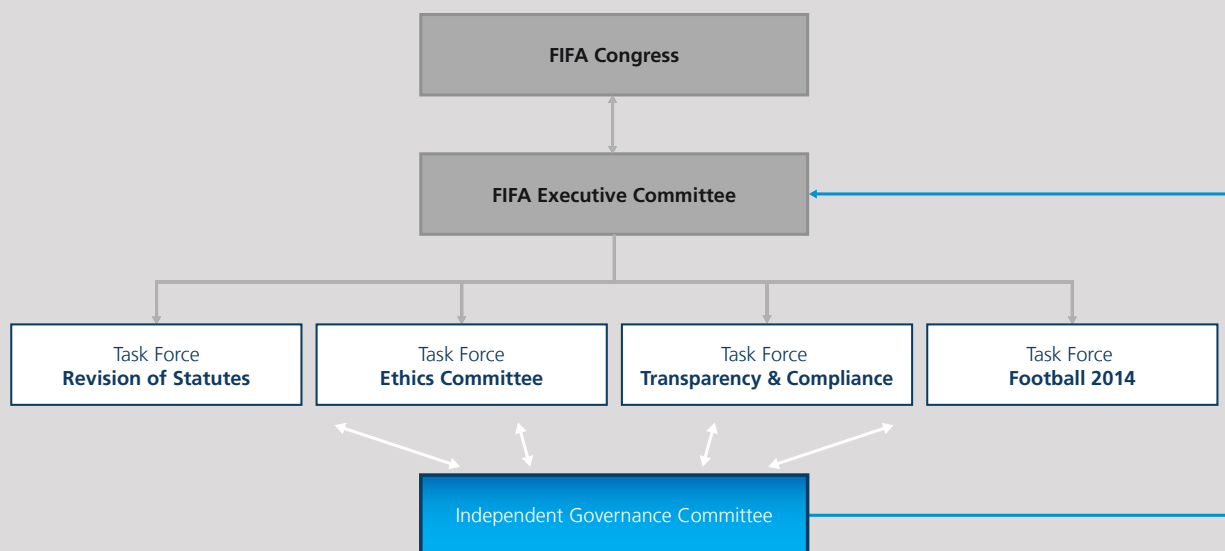 FIFA Congress
FIFA Executive Committee
Task Force
Revision of Statutes
Task Force
Ethics Committee
Task Force
Transparency & Compliance
Task Force
Football 2014
Independent Governance Committee